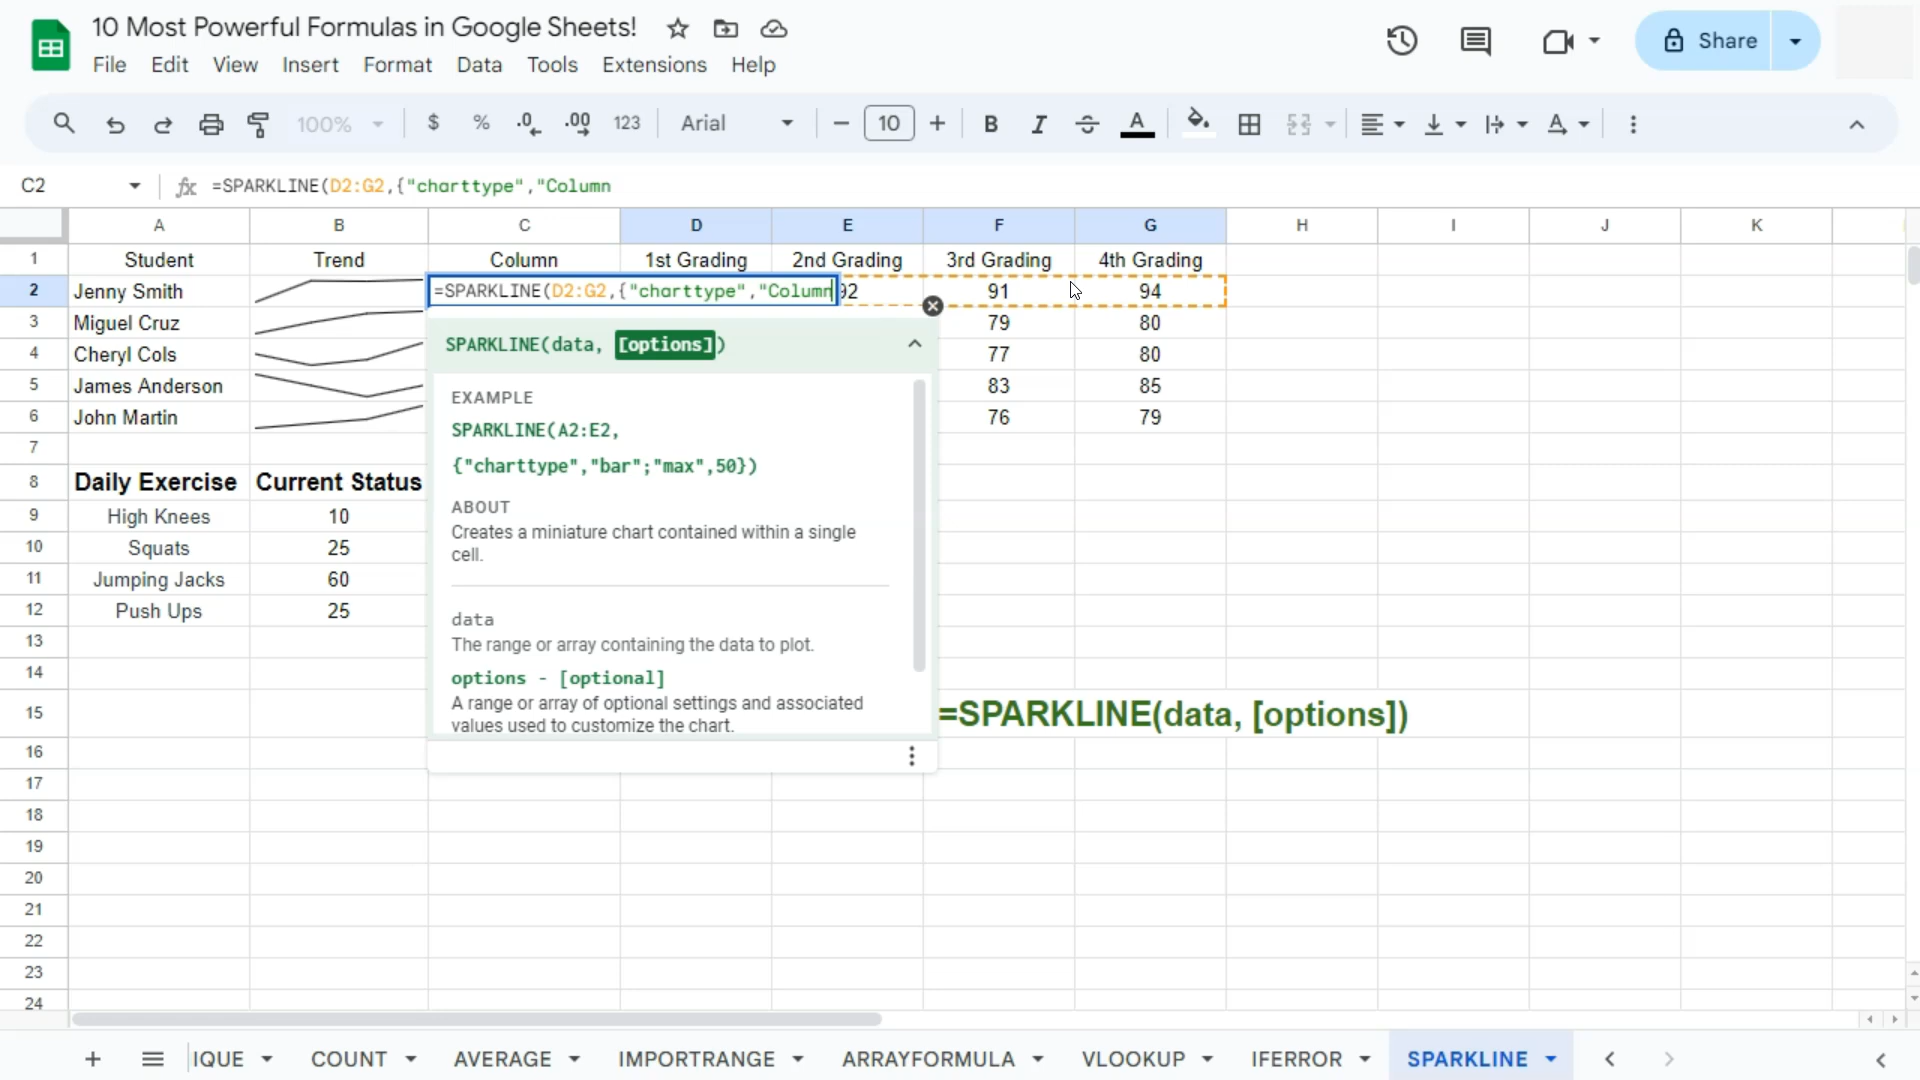 10 Most Powerful Formulas in Google Sheets!
File Edit View Insert Format Data Tools Extensions Help
Share
100% $ % .0 .00 123 Arial 10 B I A
C2 fx =SPARKLINE(D2:G2,{"charttype","Column
A B C D E F G H I J K
1 Student Trend Column 1st Grading 2nd Grading 3rd Grading 4th Grading
2 Jenny Smith =SPARKLINE(D2:G2,{"charttype","Column 92 91 94
3 Miguel Cruz 79 80
4 Cheryl Cols 77 80
5 James Anderson 83 85
6 John Martin 76 79
7
8 Daily Exercise Current Status
9 High Knees 10
10 Squats 25
11 Jumping Jacks 60
12 Push Ups 25
13
14
15
16
17
18
19
20
21
22
23
24
SPARKLINE(data, [options])
EXAMPLE
SPARKLINE(A2:E2,
{"charttype","bar";"max",50})
ABOUT
Creates a miniature chart contained within a single
cell.
data
The range or array containing the data to plot.
options - [optional]
A range or array of optional settings and associated
values used to customize the chart.
=SPARKLINE(data, [options])
IQUE COUNT AVERAGE IMPORTRANGE ARRAYFORMULA VLOOKUP IFERROR SPARKLINE